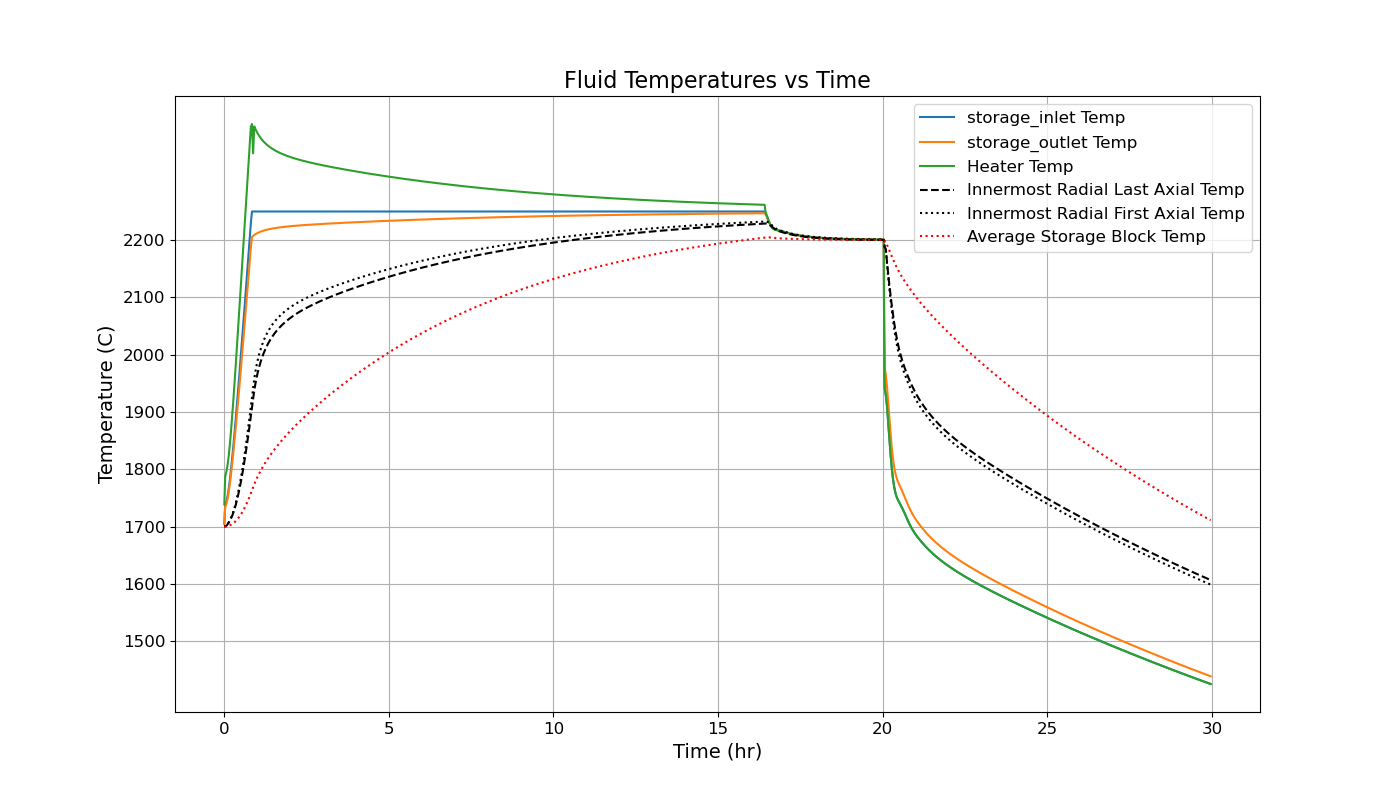 Fluid Temperatures vs Time
storage_inlet Temp
storage_outlet Temp
Heater Temp
Innermost Radial Last Axial Temp
Innermost Radial First Axial Temp
Average Storage Block Temp
Temperature (C)
2200
2100
2000
1900
1800
1700
1600
1500
0 5 10 15 20 25 30
Time (hr)